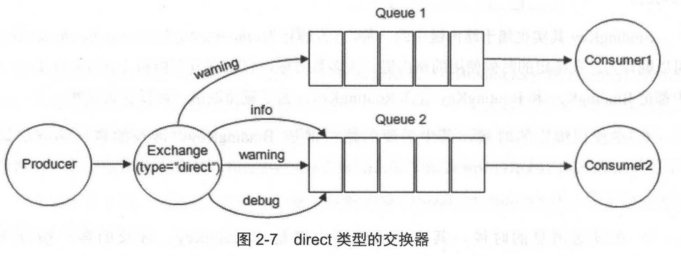 Queue 1
Consumer1
warning
info
Queue 2
Producer
Exchange
(type="direct")
warning
Consumer2
debug
图 2-7 direct 类型的交换器